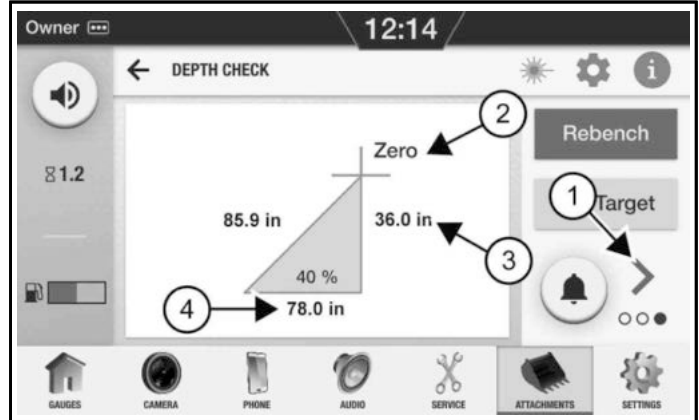 Owner
12:14
DEPTH CHECK
i
2
Zero
Rebench
1
Target
1.2
85.9 in
36.0 in
3
40 %
4
78.0 in
GAUGES
CAMERA
PHONE
AUDIO
SERVICE
ATTACHMENTS
SETTINGS